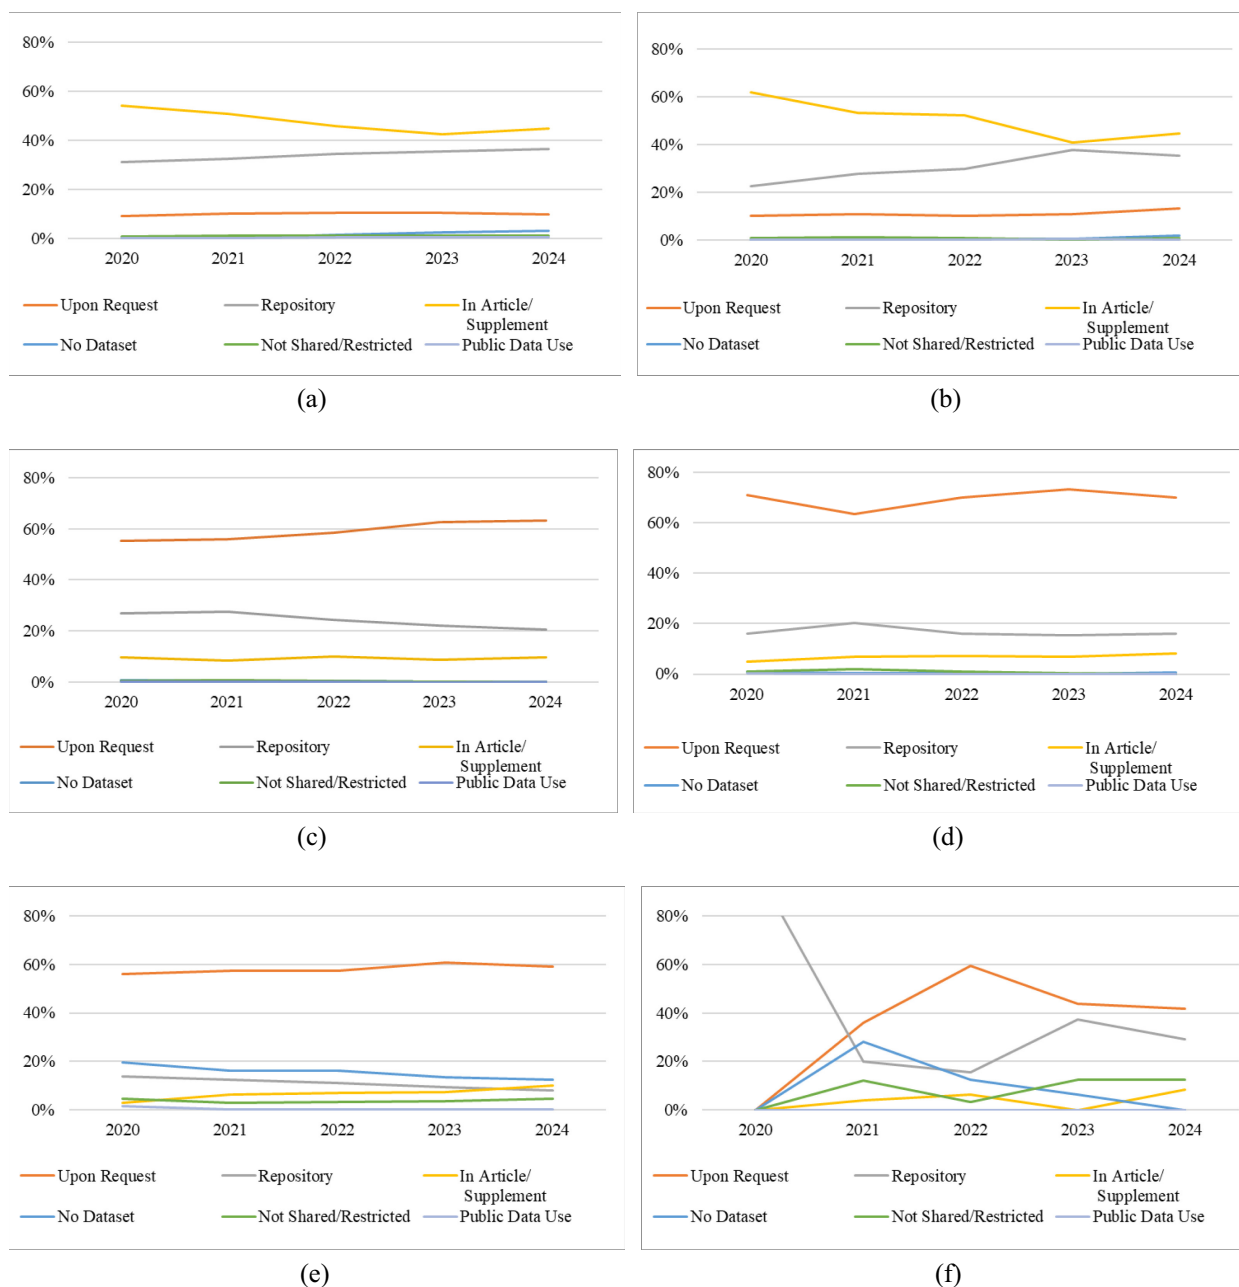 80%
60%
40%
20%
0%
2020 2021 2022 2023 2024
Upon Request Repository In Article/
Supplement
No Dataset Not Shared/Restricted Public Data Use
(a)
80%
60%
40%
20%
0%
2020 2021 2022 2023 2024
Upon Request Repository In Article/
Supplement
No Dataset Not Shared/Restricted Public Data Use
(b)
80%
60%
40%
20%
0%
2020 2021 2022 2023 2024
Upon Request Repository In Article/
Supplement
No Dataset Not Shared/Restricted Public Data Use
(c)
80%
60%
40%
20%
0%
2020 2021 2022 2023 2024
Upon Request Repository In Article/
Supplement
No Dataset Not Shared/Restricted Public Data Use
(d)
80%
60%
40%
20%
0%
2020 2021 2022 2023 2024
Upon Request Repository In Article/
Supplement
No Dataset Not Shared/Restricted Public Data Use
(e)
80%
60%
40%
20%
0%
2020 2021 2022 2023 2024
Upon Request Repository In Article/
Supplement
No Dataset Not Shared/Restricted Public Data Use
(f)